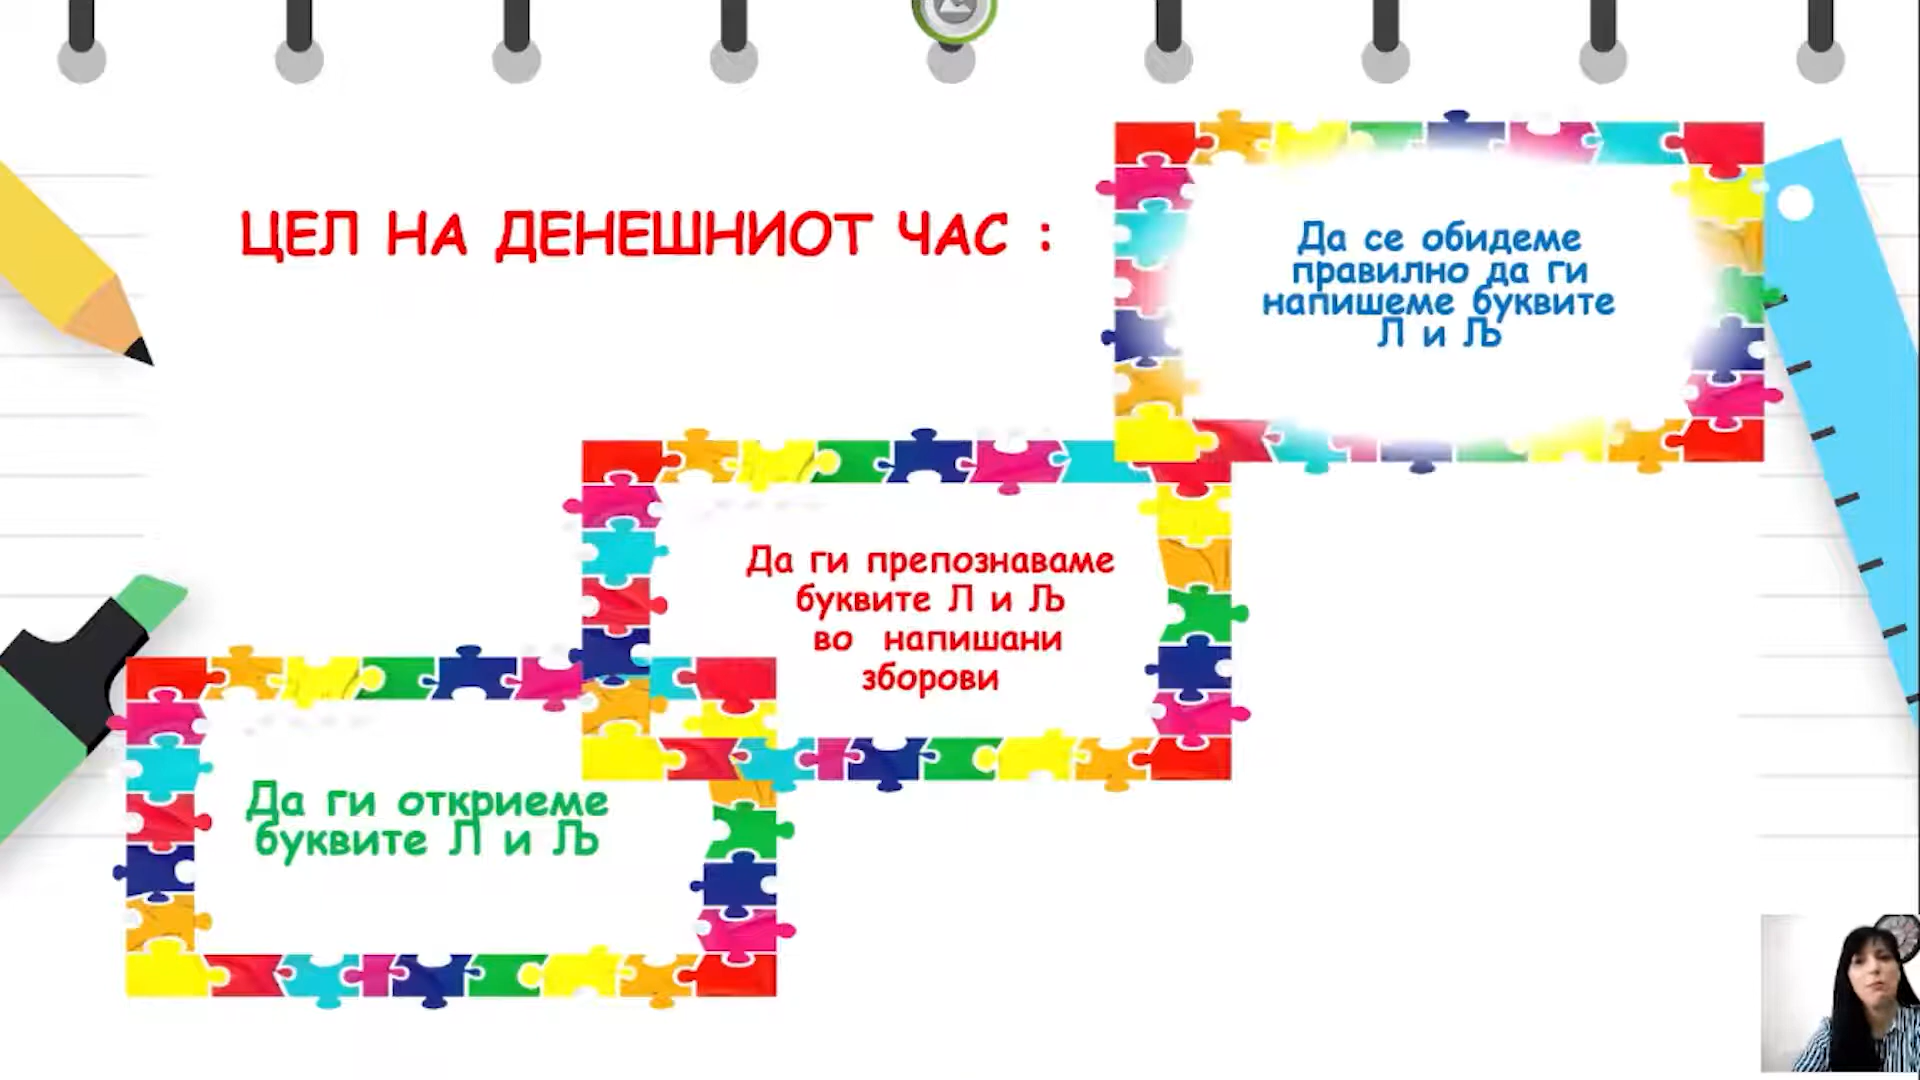 ЦЕЛ НА ДЕНЕШНИОТ ЧАС :
Да се обидеме
правилно да ги
напишеме буквите
Л и Љ
Да ги препознаваме
буквите Л и Љ
во напишани
зборови
Да ги откриеме
буквите Л и Љ